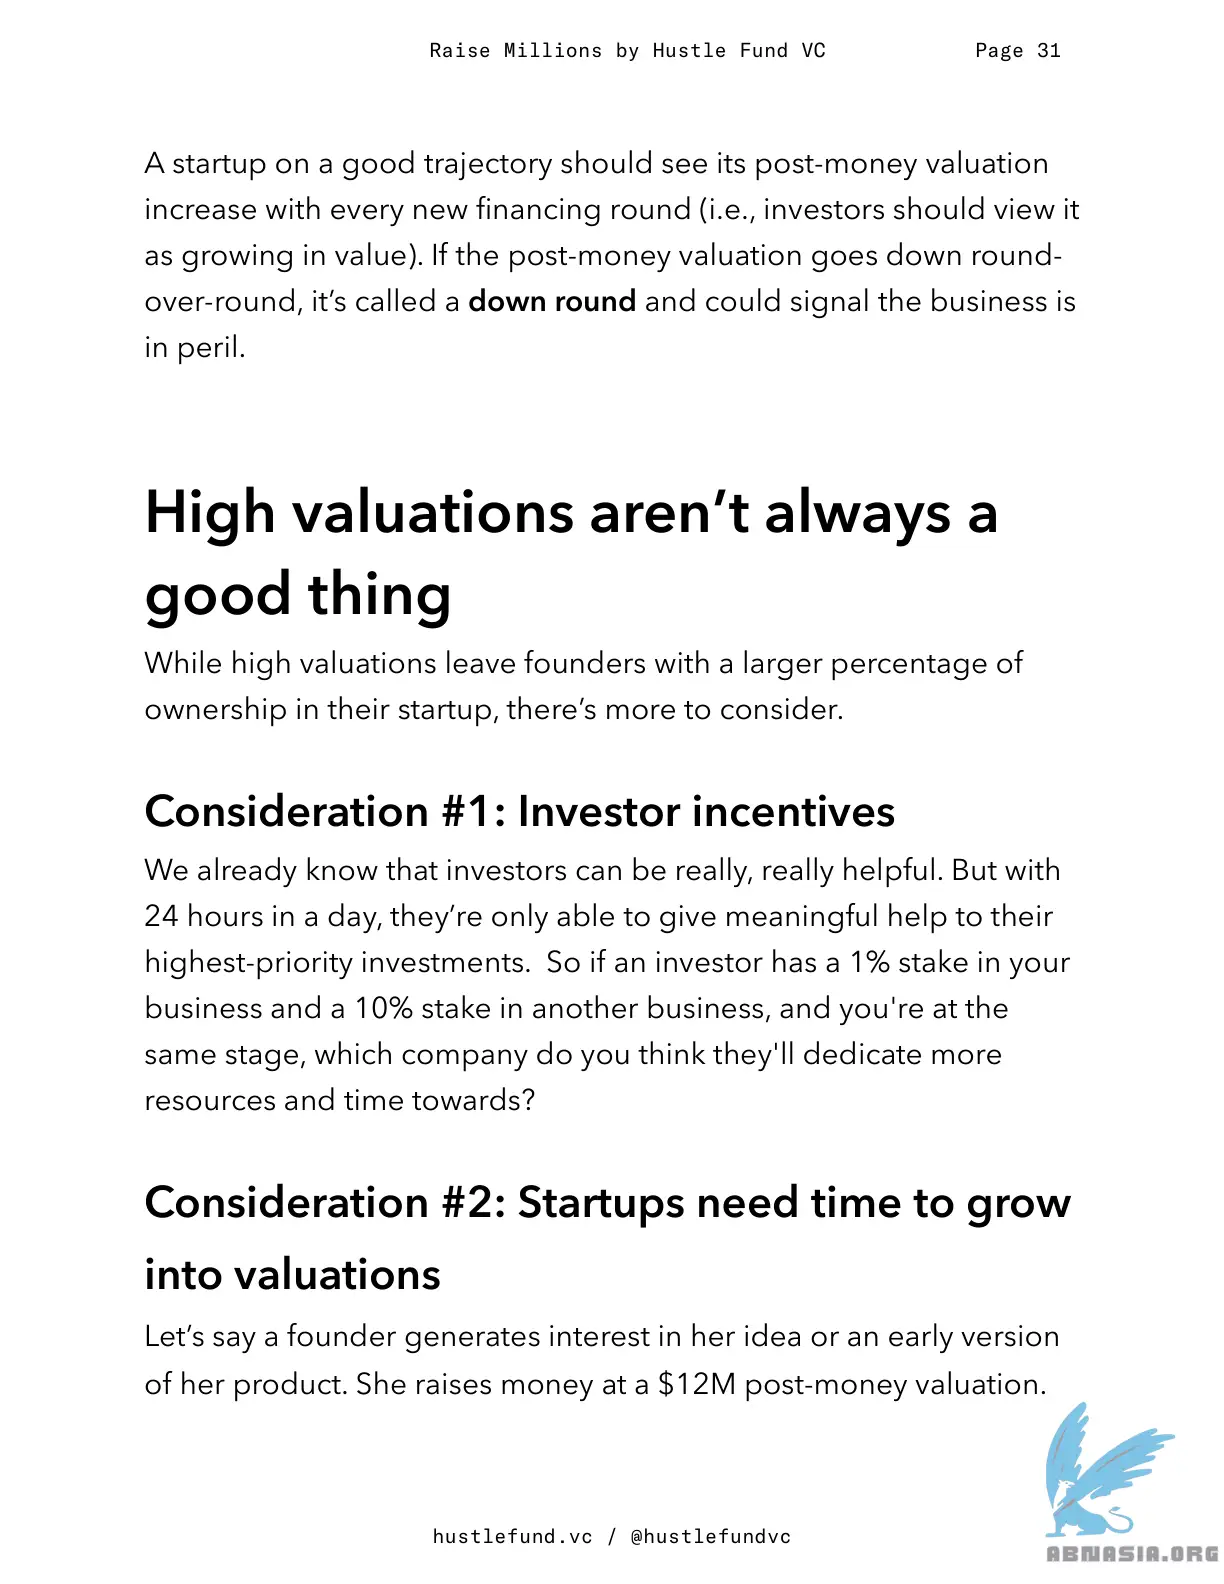 Raise Millions by Hustle Fund VC Page 31
A startup on a good trajectory should see its post-money valuation
increase with every new financing round (i.e., investors should view it
as growing in value). If the post-money valuation goes down round-
over-round, it’s called a down round and could signal the business is
in peril.
High valuations aren’t always a
good thing
While high valuations leave founders with a larger percentage of
ownership in their startup, there’s more to consider.
Consideration #1: Investor incentives
We already know that investors can be really, really helpful. But with
24 hours in a day, they’re only able to give meaningful help to their
highest-priority investments.  So if an investor has a 1% stake in your
business and a 10% stake in another business, and you're at the
same stage, which company do you think they'll dedicate more
resources and time towards?
Consideration #2: Startups need time to grow
into valuations
Let’s say a founder generates interest in her idea or an early version
of her product. She raises money at a $12M post-money valuation.
hustlefund.vc / @hustlefundvc
ABNASIA.ORG